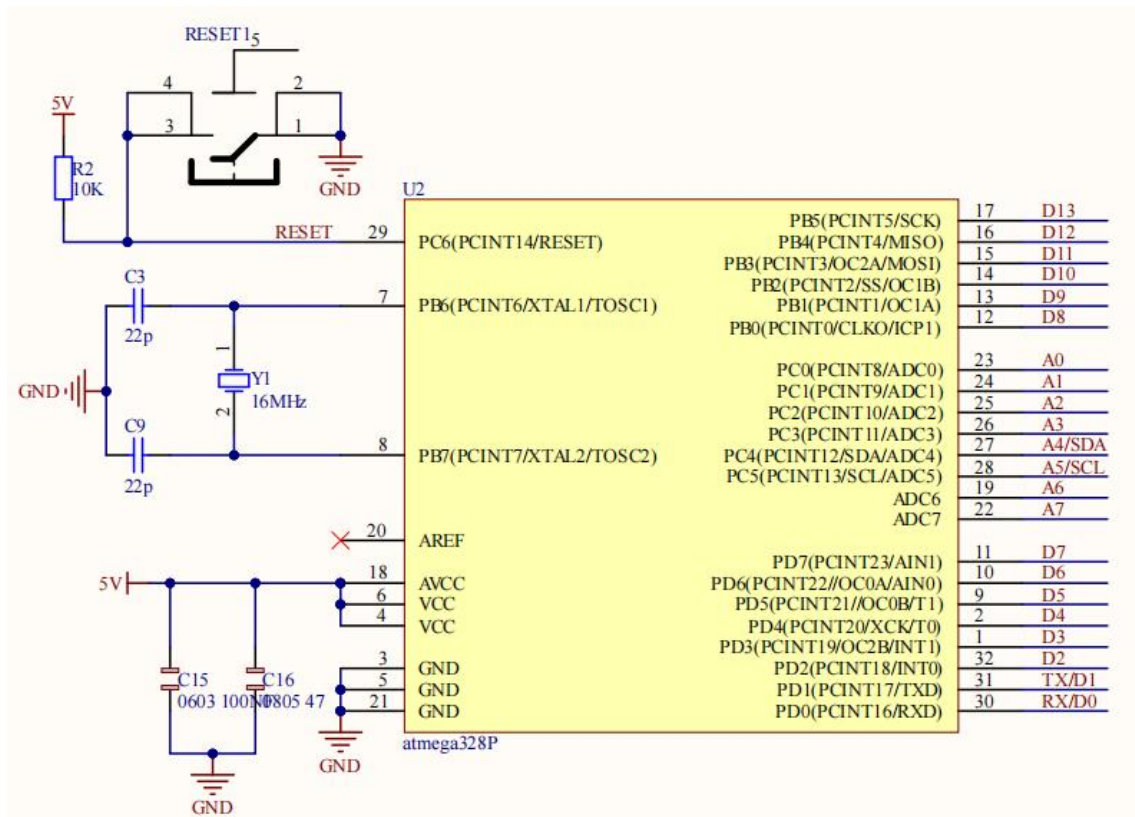 RESET1
5
4
2
5V
3
1
R2
10K
GND
U2
RESET
29
PC6(PCINT14/RESET)
C3
22p
7
PB6(PCINT6/XTAL1/TOSC1)
1
Y1
16MHz
2
GND
C9
22p
8
PB7(PCINT7/XTAL2/TOSC2)
20
AREF
5V
18
AVCC
6
VCC
4
VCC
3
GND
5
GND
21
GND
C15
0603 100NF
C16
0805 47
GND
GND
atmega328P
PB5(PCINT5/SCK) 17 D13
PB4(PCINT4/MISO) 16 D12
PB3(PCINT3/OC2A/MOSI) 15 D11
PB2(PCINT2/SS/OC1B) 14 D10
PB1(PCINT1/OC1A) 13 D9
PB0(PCINT0/CLKO/ICP1) 12 D8
PC0(PCINT8/ADC0) 23 A0
PC1(PCINT9/ADC1) 24 A1
PC2(PCINT10/ADC2) 25 A2
PC3(PCINT11/ADC3) 26 A3
PC4(PCINT12/SDA/ADC4) 27 A4/SDA
PC5(PCINT13/SCL/ADC5) 28 A5/SCL
ADC6 19 A6
ADC7 22 A7
PD7(PCINT23/AIN1) 11 D7
PD6(PCINT22//OC0A/AIN0) 10 D6
PD5(PCINT21//OC0B/T1) 9 D5
PD4(PCINT20/XCK/T0) 2 D4
PD3(PCINT19/OC2B/INT1) 1 D3
PD2(PCINT18/INT0) 32 D2
PD1(PCINT17/TXD) 31 TX/D1
PD0(PCINT16/RXD) 30 RX/D0